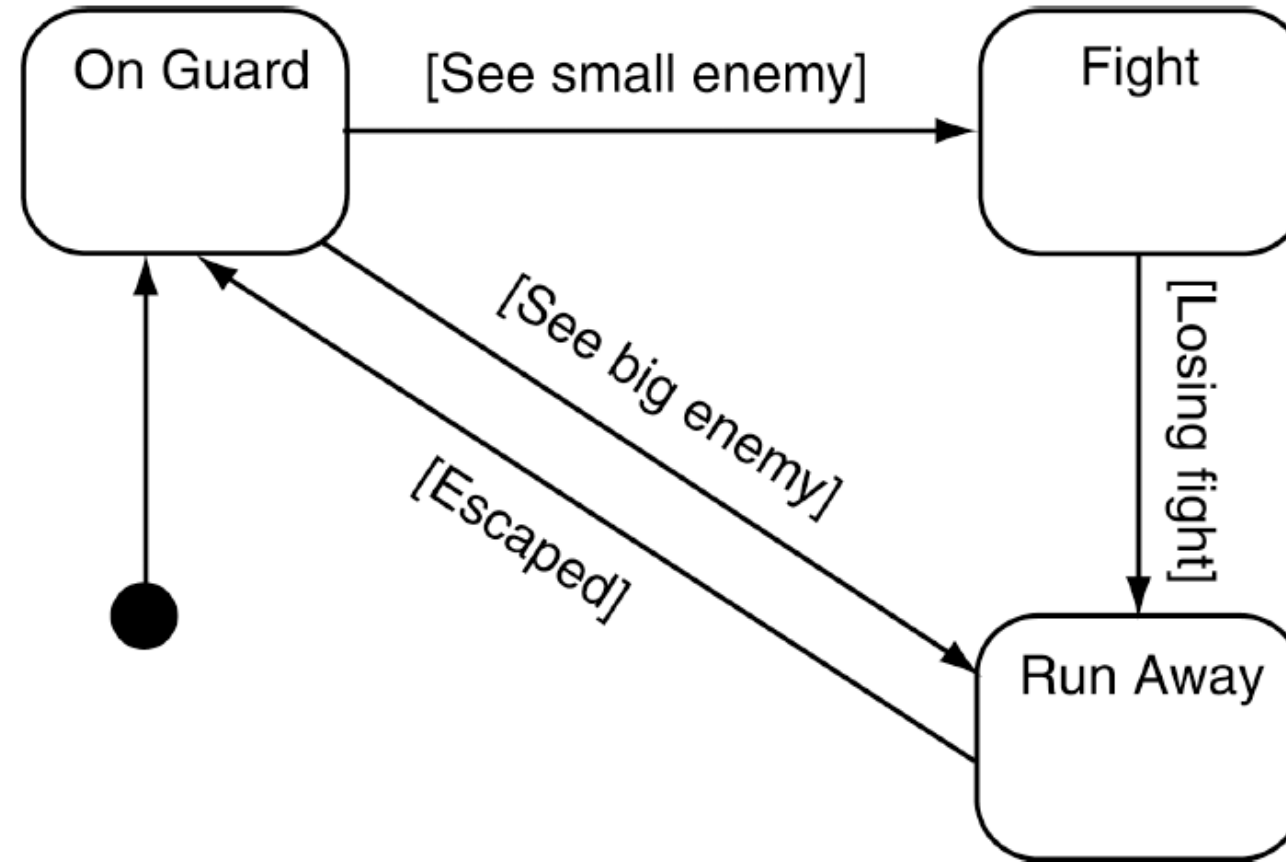 On Guard
[See small enemy]
Fight
[See big enemy]
[Escaped]
[Losing fight]
Run Away